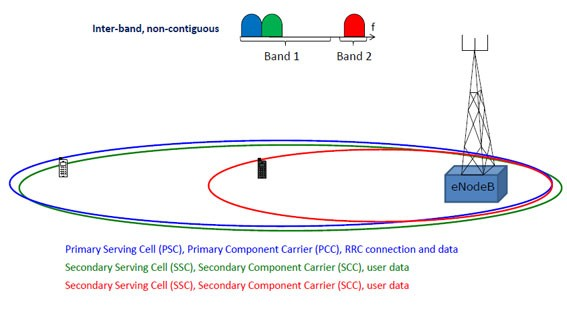 Inter-band, non-contiguous
f
Band 1
Band 2
eNodeB
Primary Serving Cell (PSC), Primary Component Carrier (PCC), RRC connection and data
Secondary Serving Cell (SSC), Secondary Component Carrier (SCC), user data
Secondary Serving Cell (SSC), Secondary Component Carrier (SCC), user data